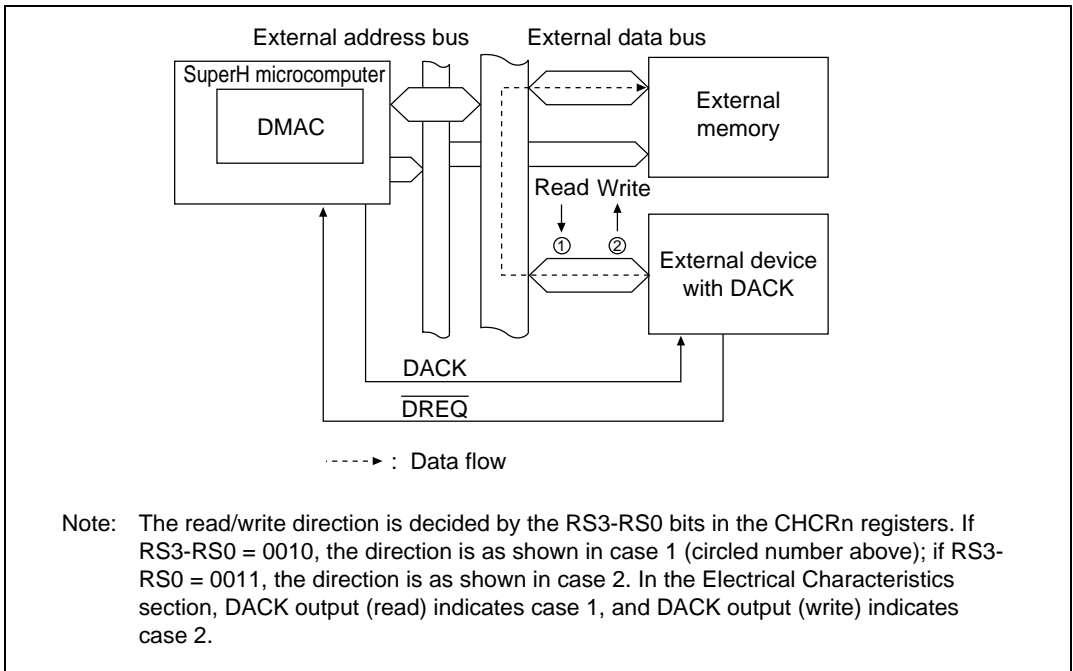 External address bus
External data bus
SuperH microcomputer
DMAC
External
memory
Read Write
① ②
External device
with DACK
DACK
DREQ
: Data flow
Note: The read/write direction is decided by the RS3-RS0 bits in the CHCRn registers. If
RS3-RS0 = 0010, the direction is as shown in case 1 (circled number above); if RS3-
RS0 = 0011, the direction is as shown in case 2. In the Electrical Characteristics
section, DACK output (read) indicates case 1, and DACK output (write) indicates
case 2.